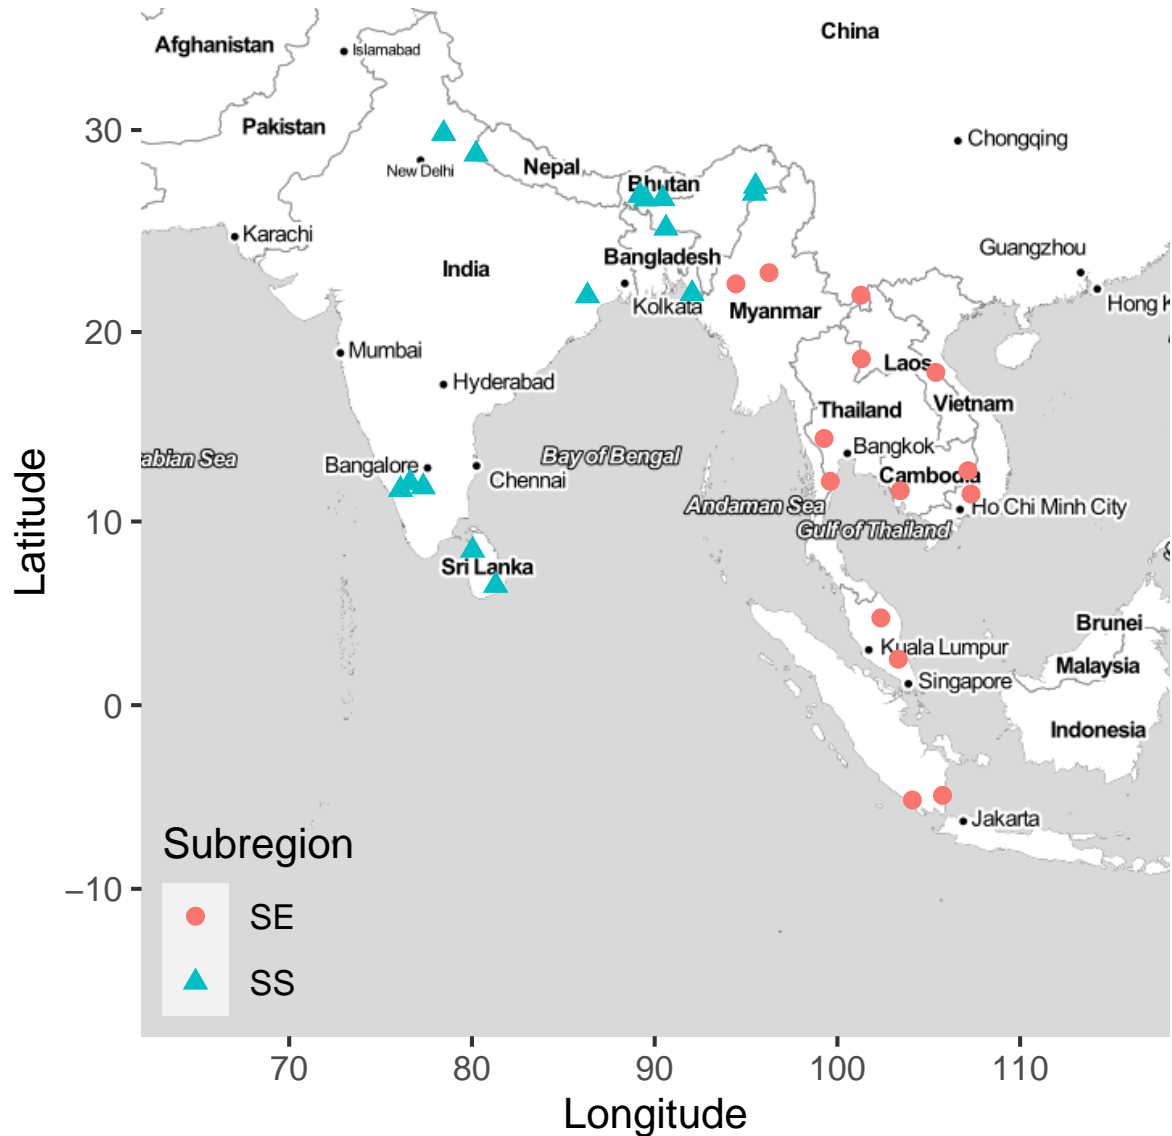 China
Afghanistan
Islamabad
Pakistan
30
Chongqing
New Delhi
Nepal
Bhutan
Karachi
Guangzhou
Bangladesh
India
Hong K
Kolkata
Myanmar
20
Mumbai
Laos
Hyderabad
Vietnam
Thailand
Bangkok
abian Sea
Bay of Bengal
Bangalore
Chennai
Cambodia
Andaman Sea
Ho Chi Minh City
10
Gulf of Thailand
Latitude
Sri Lanka
Brunei
Kuala Lumpur
Malaysia
Singapore
0
Indonesia
Jakarta
Subregion
−10
SE
SS
70
80
90
100
110
Longitude